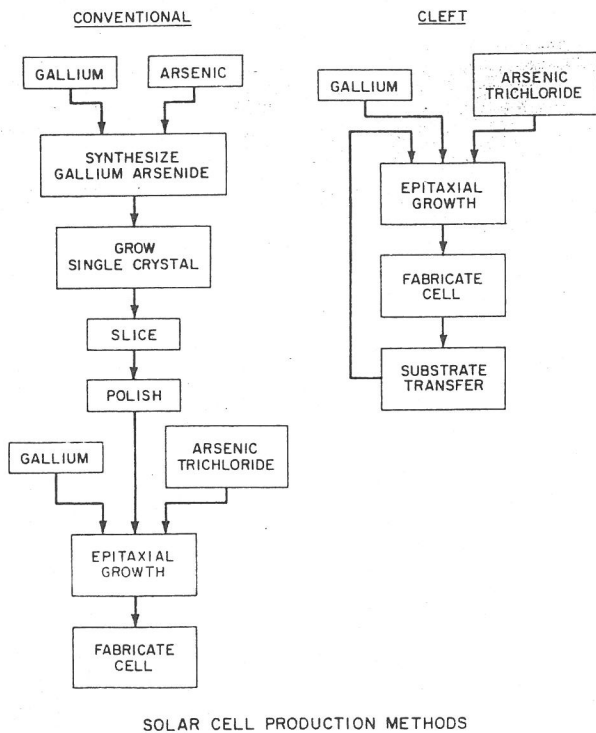 CONVENTIONAL
GALLIUM
ARSENIC
SYNTHESIZE
GALLIUM ARSENIDE
GROW
SINGLE CRYSTAL
SLICE
POLISH
GALLIUM
ARSENIC
TRICHLORIDE
EPITAXIAL
GROWTH
FABRICATE
CELL
CLEFT
GALLIUM
ARSENIC
TRICHLORIDE
EPITAXIAL
GROWTH
FABRICATE
CELL
SUBSTRATE
TRANSFER
SOLAR CELL PRODUCTION METHODS